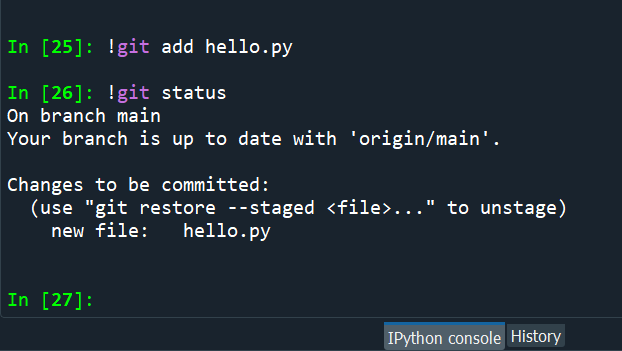 In [25]: !git add hello.py
In [26]: !git status
On branch main
Your branch is up to date with 'origin/main'.
Changes to be committed:
  (use "git restore --staged <file>..." to unstage)
    new file:   hello.py
In [27]:
IPython console History